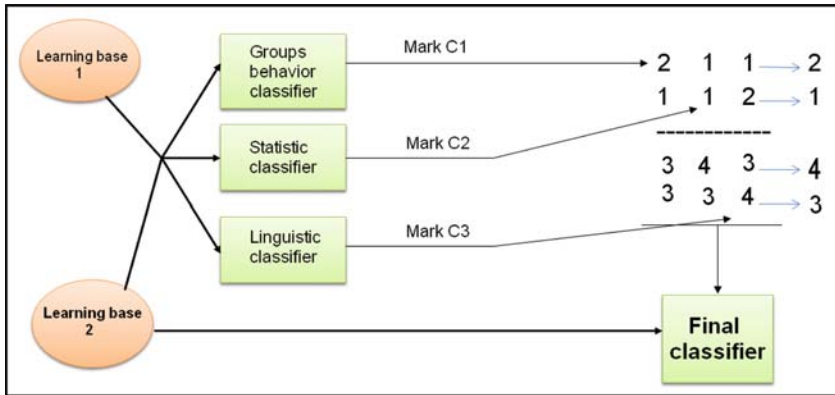 Learning base
1
Groups
behavior
classifier
Mark C1
2 1 1 2
1 1 2 1
------------
Statistic
classifier
Mark C2
3 4 3 4
3 3 4 3
Linguistic
classifier
Mark C3
Learning base
2
Final
classifier